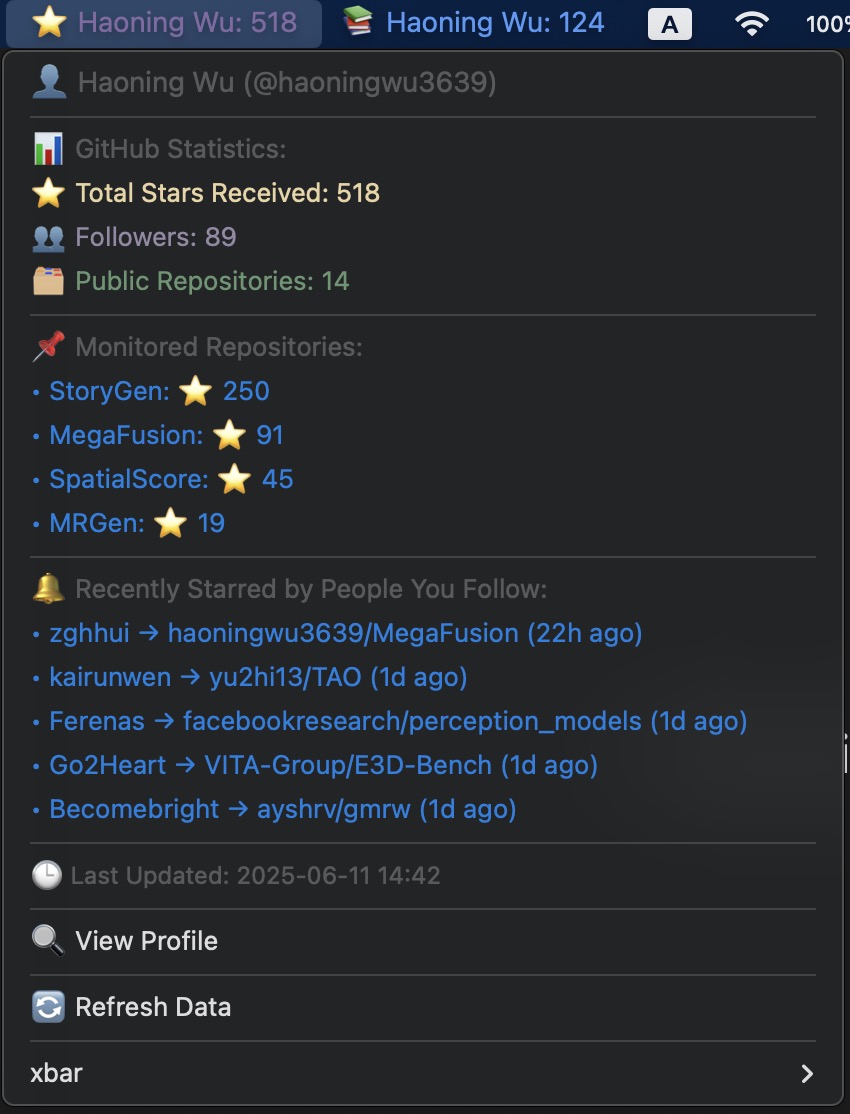 ⭐ Haoning Wu: 518 📚 Haoning Wu: 124 A 100%
👤 Haoning Wu (@haoningwu3639)
📊 GitHub Statistics:
⭐ Total Stars Received: 518
👥 Followers: 89
🗂️ Public Repositories: 14
📌 Monitored Repositories:
• StoryGen: ⭐ 250
• MegaFusion: ⭐ 91
• SpatialScore: ⭐ 45
• MRGen: ⭐ 19
🔔 Recently Starred by People You Follow:
• zghhui → haoningwu3639/MegaFusion (22h ago)
• kairunwen → yu2hi13/TAO (1d ago)
• Ferenas → facebookresearch/perception_models (1d ago)
• Go2Heart → VITA-Group/E3D-Bench (1d ago)
• Becomebright → ayshrv/gmrw (1d ago)
🕒 Last Updated: 2025-06-11 14:42
🔍 View Profile
🔄 Refresh Data
xbar